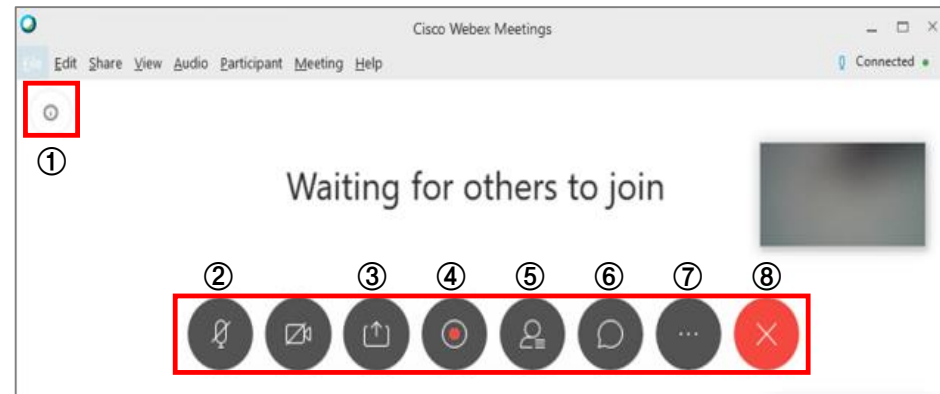 Cisco Webex Meetings
File Edit Share View Audio Participant Meeting Help
Connected
①
Waiting for others to join
② ③ ④ ⑤ ⑥ ⑦ ⑧